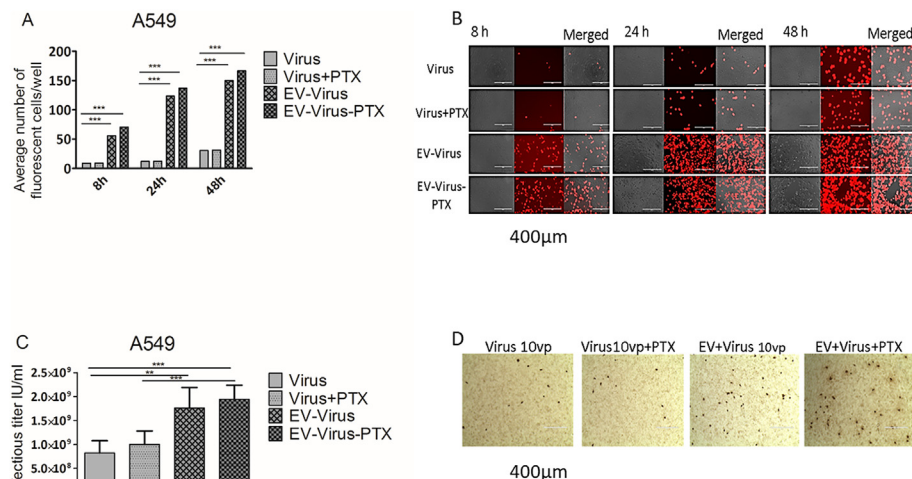 A
A549
Averagent number of
fluorescent cells/well
200
150
100
50
0
***
***
***
***
***
***
8h
24h
48h
Virus
Virus+PTX
EV-Virus
EV-Virus-PTX
B
8 h
Merged
24 h
Merged
48 h
Merged
Virus
Virus+PTX
EV-Virus
EV-Virus-
PTX
400μm
C
A549
ectious titer IU/ml
2.5×10⁹
2.0×10⁹
1.5×10⁹
1.0×10⁹
5.0×10⁸
***
**
***
Virus
Virus+PTX
EV-Virus
EV-Virus-PTX
D
Virus 10vp
Virus10vp+PTX
EV+Virus 10vp
EV+Virus+PTX
400μm